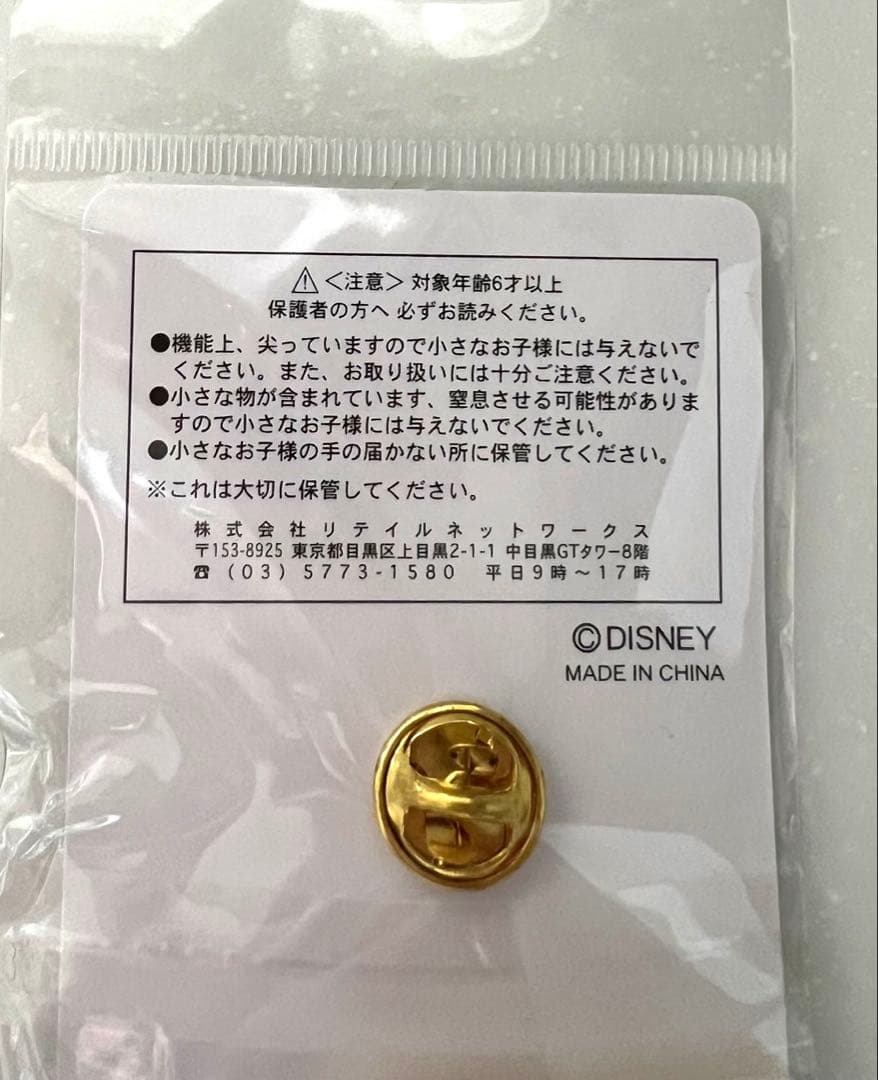 ⚠<注意> 対象年齢6才以上
保護者の方へ 必ずお読みください。
●機能上、尖っていますので小さなお子様には与えないで
ください。また、お取り扱いには十分ご注意ください。
●小さな物が含まれています、窒息させる可能性がありま
すので小さなお子様には与えないでください。
●小さなお子様の手の届かない所に保管してください。
※これは大切に保管してください。
株式会社リテイルネットワークス
〒153-8925 東京都目黒区上目黒2-1-1 中目黒GTタワー8階
☎(03)5773-1580 平日9時~17時
©DISNEY
MADE IN CHINA